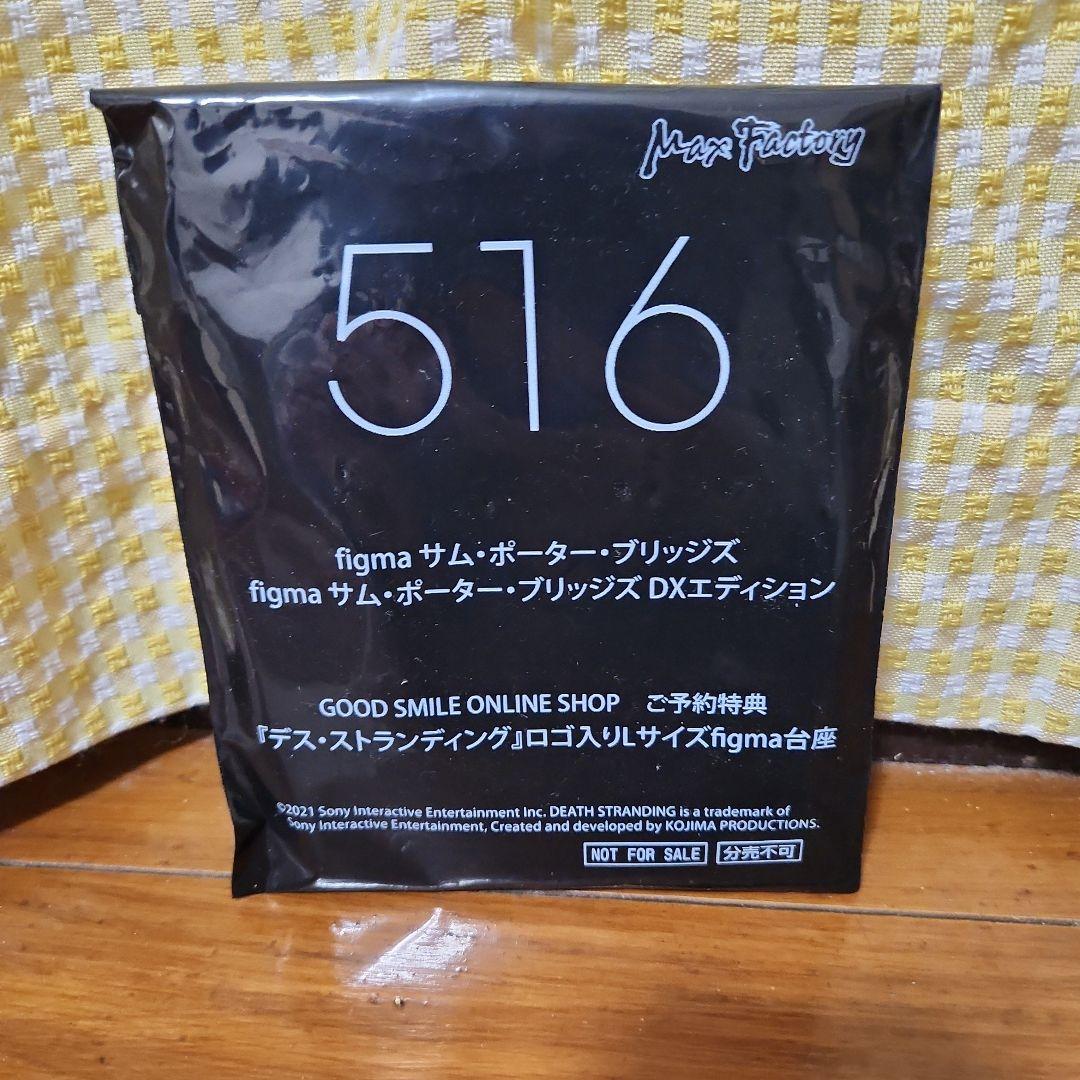 Max Factory
516
figma サム・ポーター・ブリッジズ
figma サム・ポーター・ブリッジズ DXエディション
GOOD SMILE ONLINE SHOP ご予約特典
『デス・ストランディング』ロゴ入りLサイズfigma台座
©2021 Sony Interactive Entertainment Inc. DEATH STRANDING is a trademark of
Sony Interactive Entertainment, Created and developed by KOJIMA PRODUCTIONS.
NOT FOR SALE 分売不可